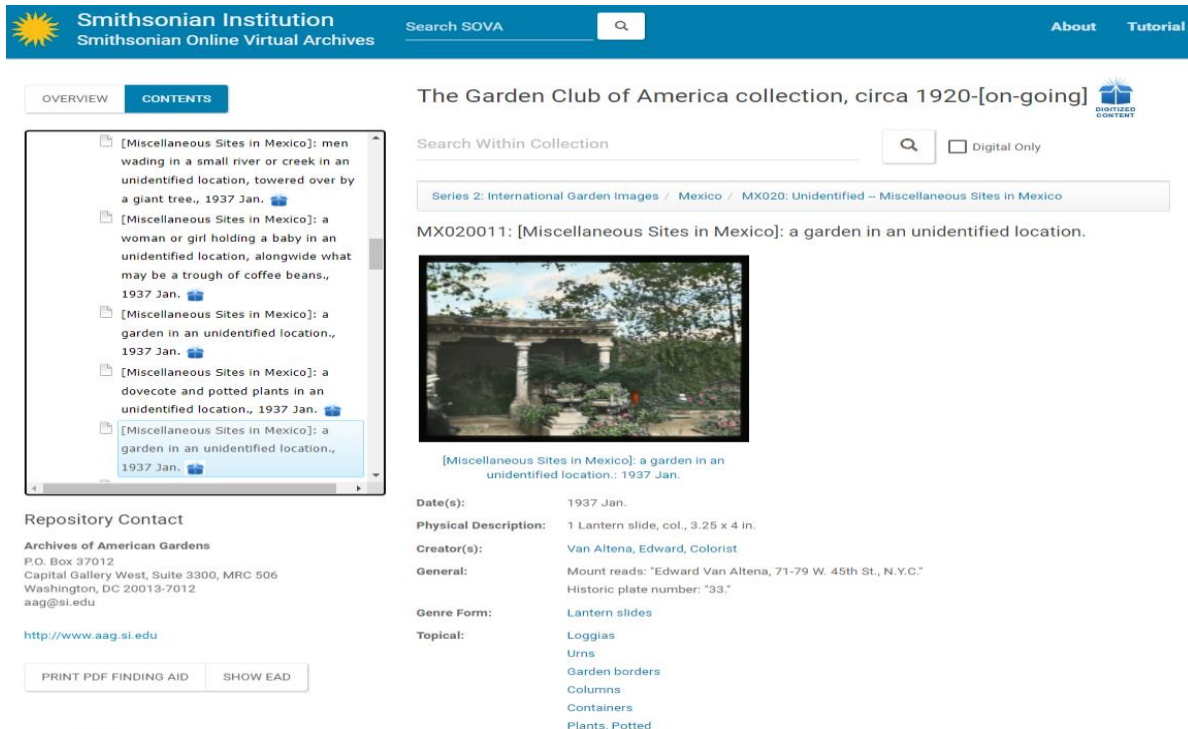 Smithsonian Institution
Smithsonian Online Virtual Archives
Search SOVA
About
Tutorial
OVERVIEW
CONTENTS
[Miscellaneous Sites in Mexico]: men
wading in a small river or creek in an
unidentified location, towered over by
a giant tree., 1937 Jan.
[Miscellaneous Sites in Mexico]: a
woman or girl holding a baby in an
unidentified location, alongside what
may be a trough of coffee beans.,
1937 Jan.
[Miscellaneous Sites in Mexico]: a
garden in an unidentified location.,
1937 Jan.
[Miscellaneous Sites in Mexico]: a
dovecote and potted plants in an
unidentified location., 1937 Jan.
[Miscellaneous Sites in Mexico]: a
garden in an unidentified location.,
1937 Jan.
Repository Contact
Archives of American Gardens
P.O. Box 37012
Capital Gallery West, Suite 3300, MRC 506
Washington, DC 20013-7012
aag@si.edu
http://www.aag.si.edu
PRINT PDF FINDING AID
SHOW EAD
The Garden Club of America collection, circa 1920-[on-going]
DIGITIZED
CONTENT
Search Within Collection
Digital Only
Series 2: International Garden Images / Mexico / MX020: Unidentified -- Miscellaneous Sites in Mexico
MX020011: [Miscellaneous Sites in Mexico]: a garden in an unidentified location.
[Miscellaneous Sites in Mexico]: a garden in an
unidentified location.: 1937 Jan.
Date(s): 1937 Jan.
Physical Description: 1 Lantern slide, col., 3.25 x 4 in.
Creator(s): Van Altena, Edward, Colorist
General: Mount reads: "Edward Van Altena, 71-79 W. 45th St., N.Y.C."
Historic plate number: "33."
Genre Form: Lantern slides
Topical: Loggias
Urns
Garden borders
Columns
Containers
Plants, Potted